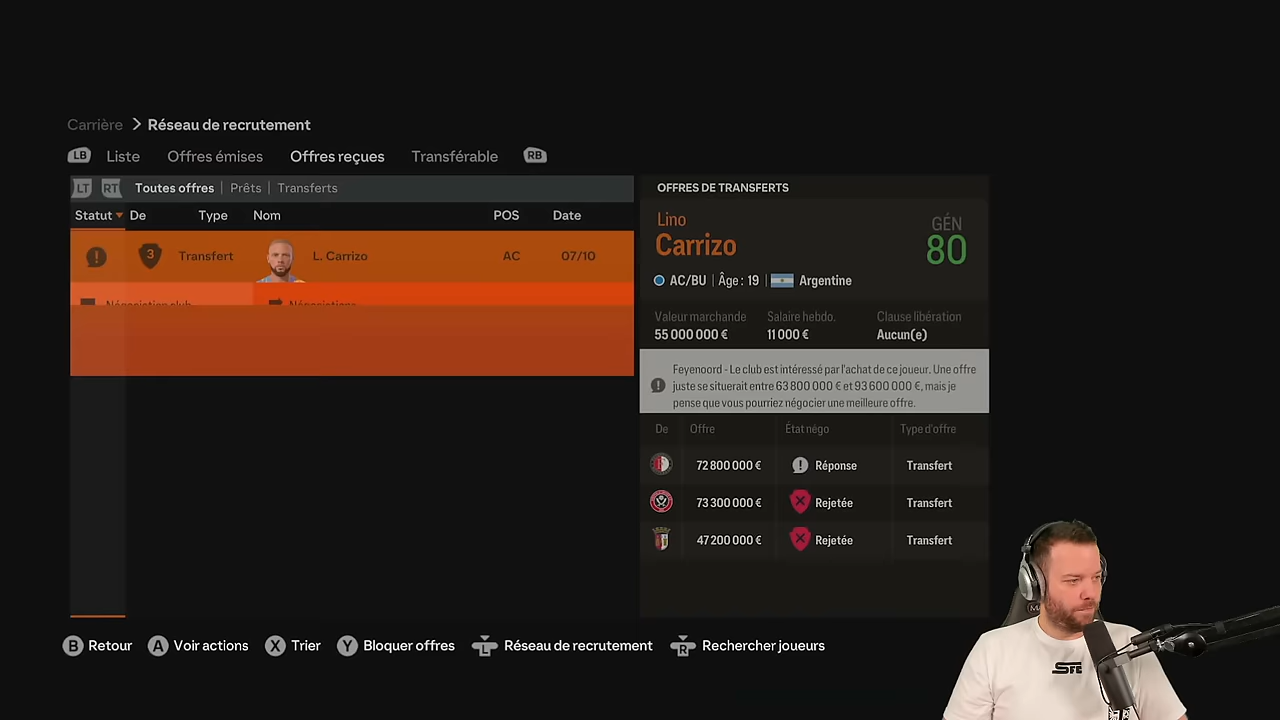 Carrière > Réseau de recrutement
LB Liste Offres émises Offres reçues Transférable RB
LT RT Toutes offres | Prêts | Transferts
Statut De Type Nom POS Date
3 Transfert L. Carrizo AC 07/10
Négociation club Négociations
OFFRES DE TRANSFERTS
Lino
Carrizo
GÉN
80
AC/BU | Âge : 19 | Argentine
Valeur marchande Salaire hebdo. Clause libération
55 000 000 € 11 000 € Aucun(e)
Feyenoord - Le club est intéressé par l'achat de ce joueur. Une offre
juste se situerait entre 63 800 000 € et 93 600 000 €, mais je
pense que vous pourriez négocier une meilleure offre.
De Offre État négo Type d'offre
72 800 000 € Réponse Transfert
73 300 000 € Rejetée Transfert
47 200 000 € Rejetée Transfert
B Retour A Voir actions X Trier Y Bloquer offres L Réseau de recrutement R Rechercher joueurs